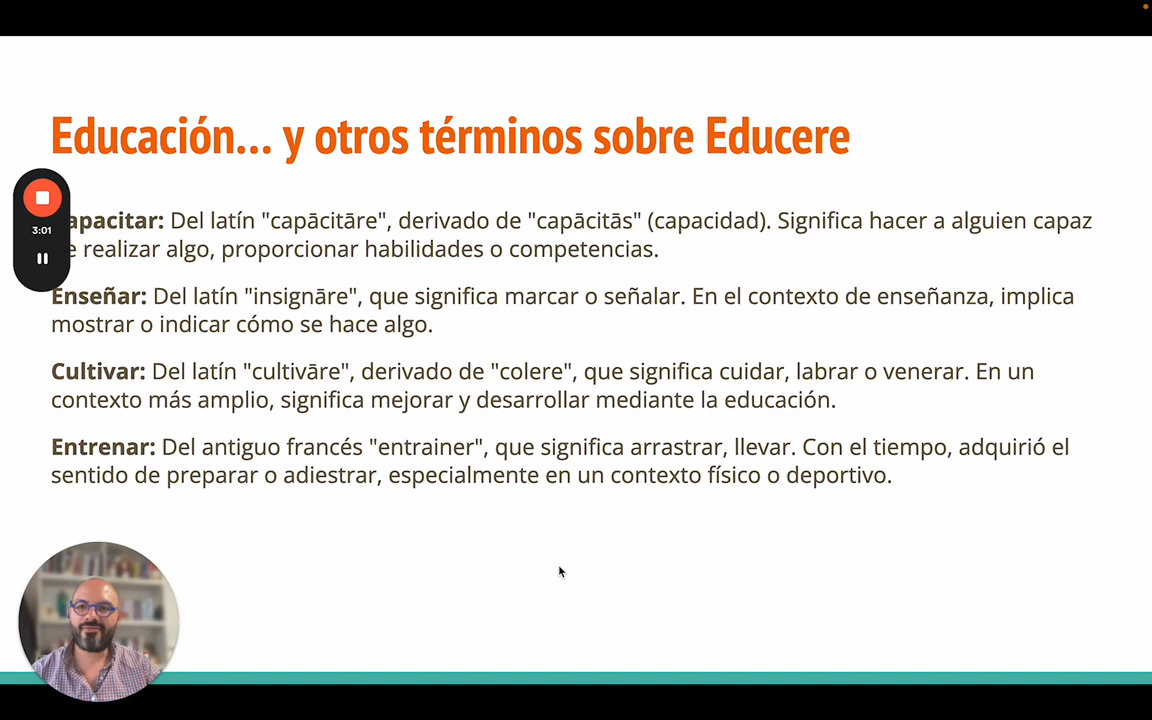 Educación... y otros términos sobre Educere
apacitar: Del latín "capācitāre", derivado de "capācitās" (capacidad). Significa hacer a alguien capaz
e realizar algo, proporcionar habilidades o competencias.
3:01
Enseñar: Del latín "insignāre", que significa marcar o señalar. En el contexto de enseñanza, implica
mostrar o indicar cómo se hace algo.
Cultivar: Del latín "cultivāre", derivado de "colere", que significa cuidar, labrar o venerar. En un
contexto más amplio, significa mejorar y desarrollar mediante la educación.
Entrenar: Del antiguo francés "entrainer", que significa arrastrar, llevar. Con el tiempo, adquirió el
sentido de preparar o adiestrar, especialmente en un contexto físico o deportivo.